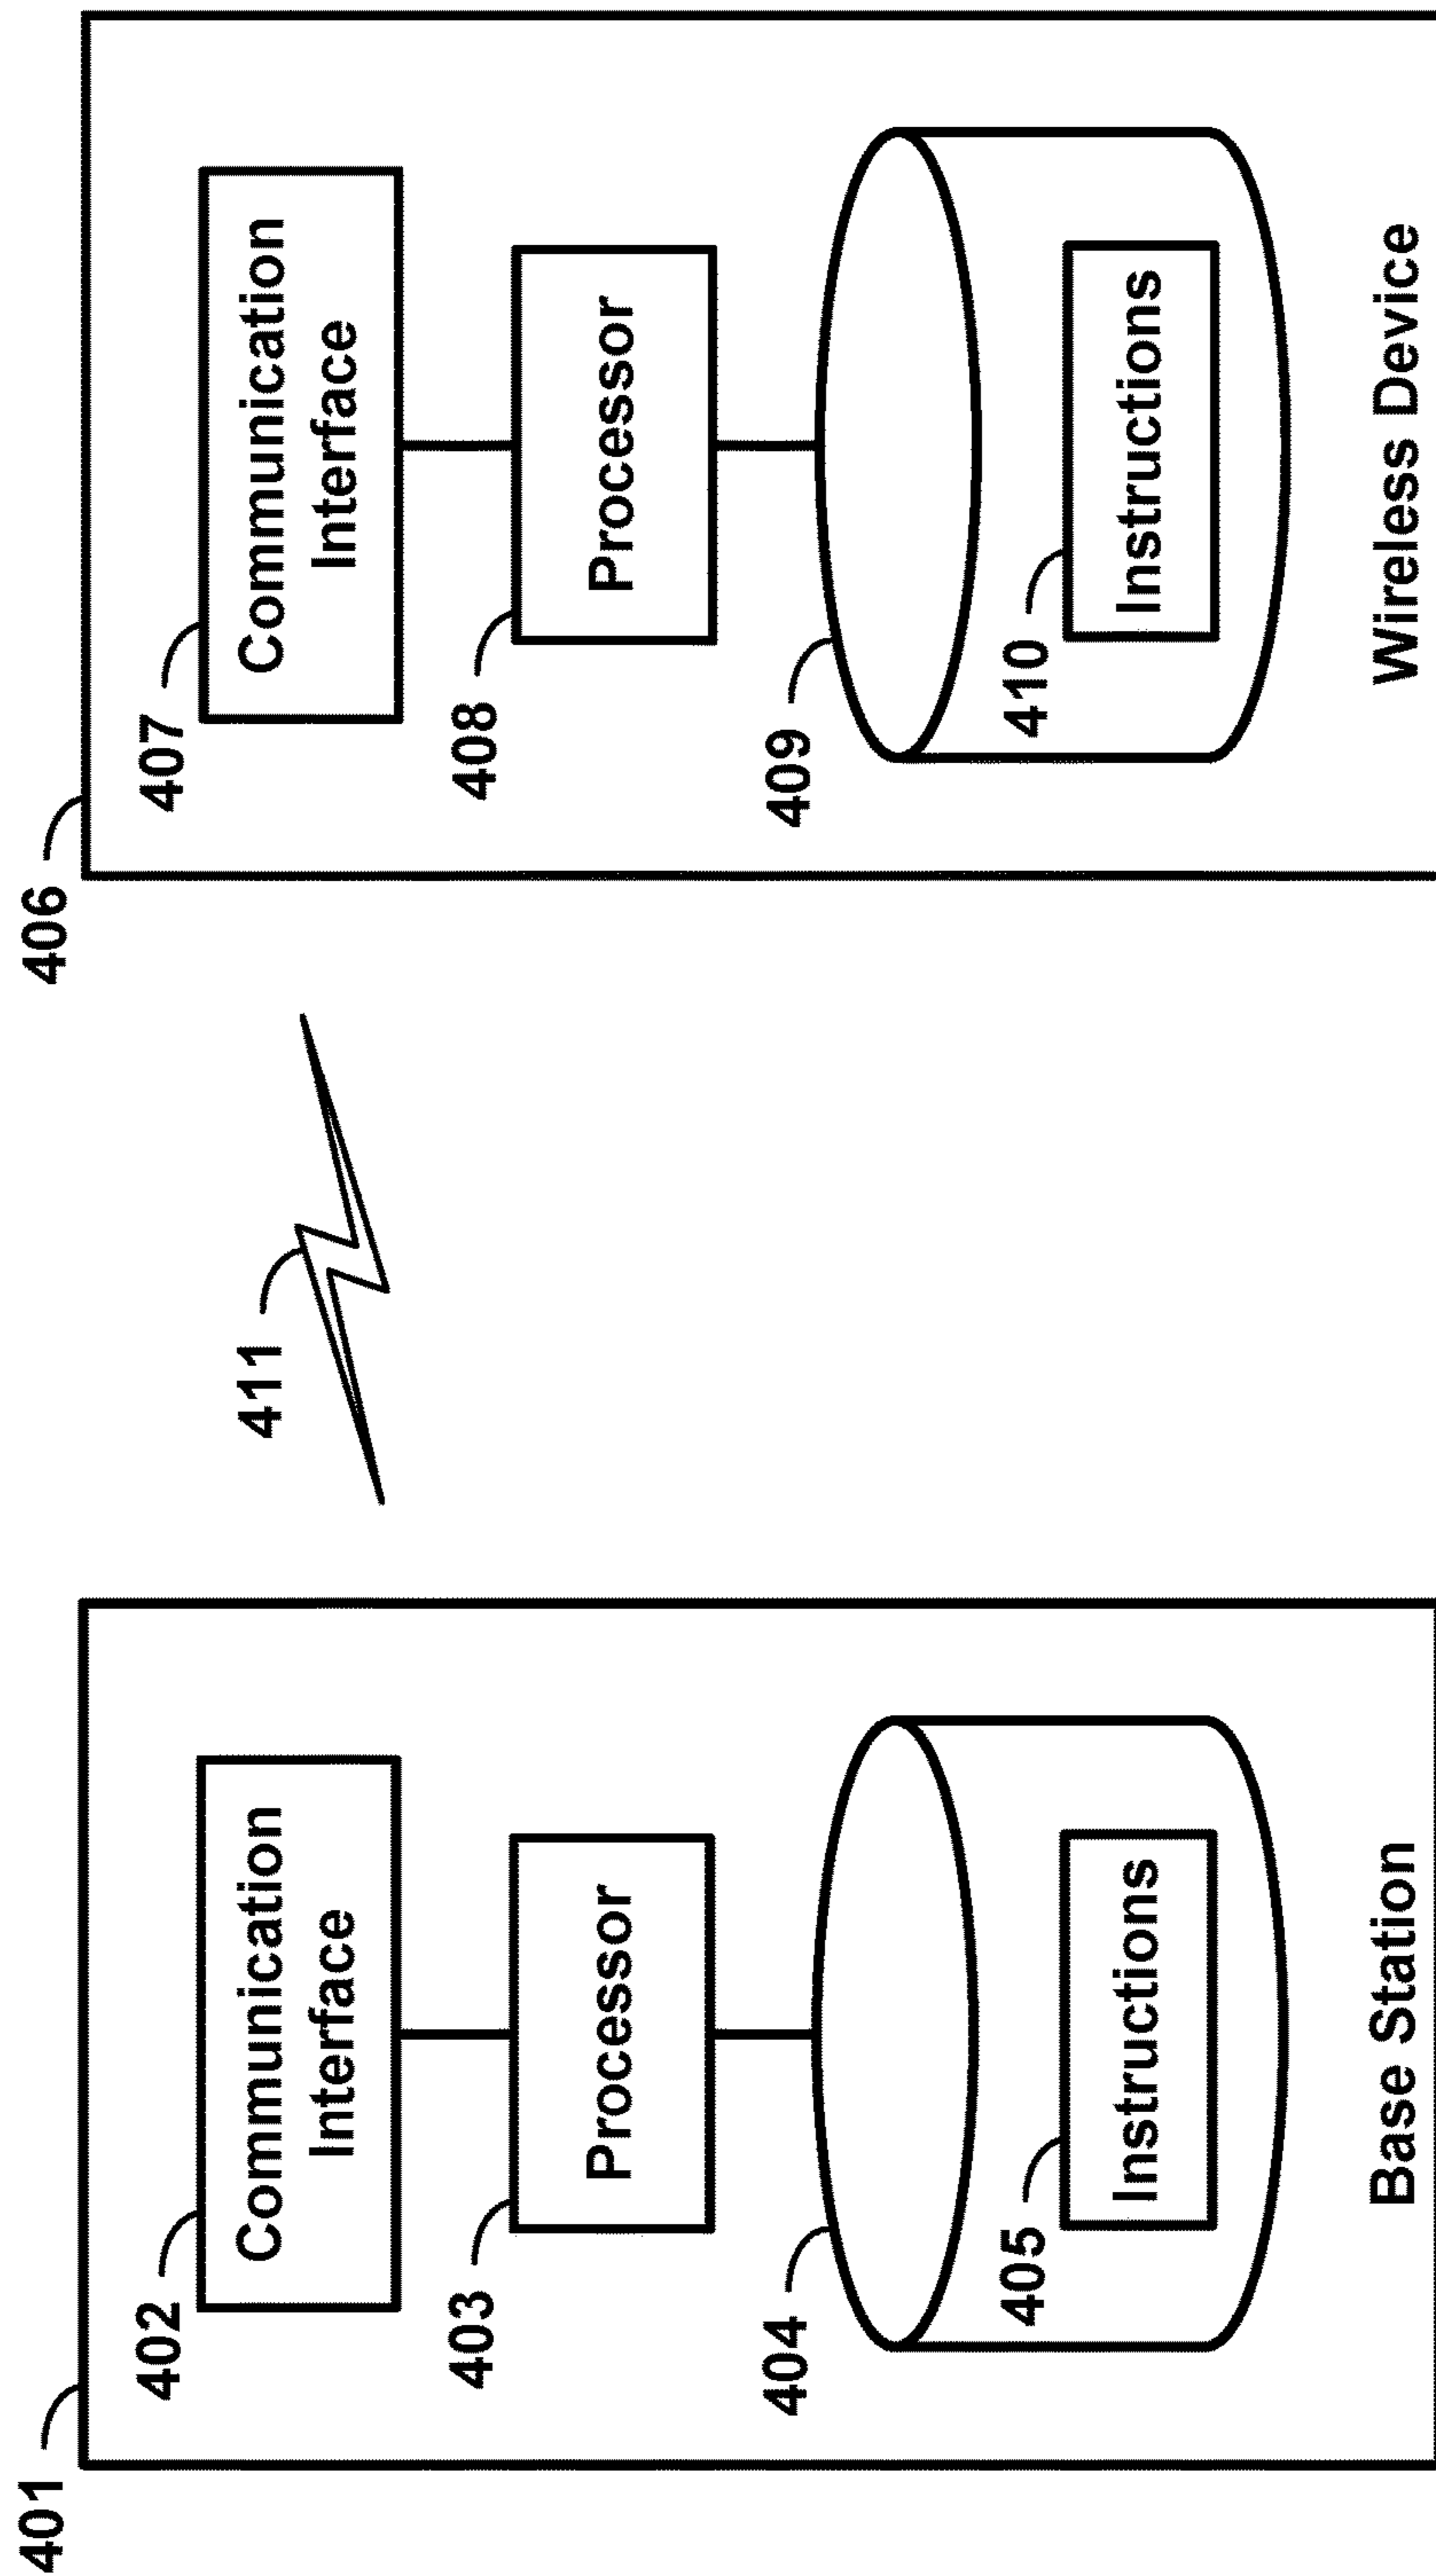 401
402
Communication
Interface
403
Processor
404
405
Instructions
Base Station
411
406
407
Communication
Interface
408
Processor
409
410
Instructions
Wireless Device